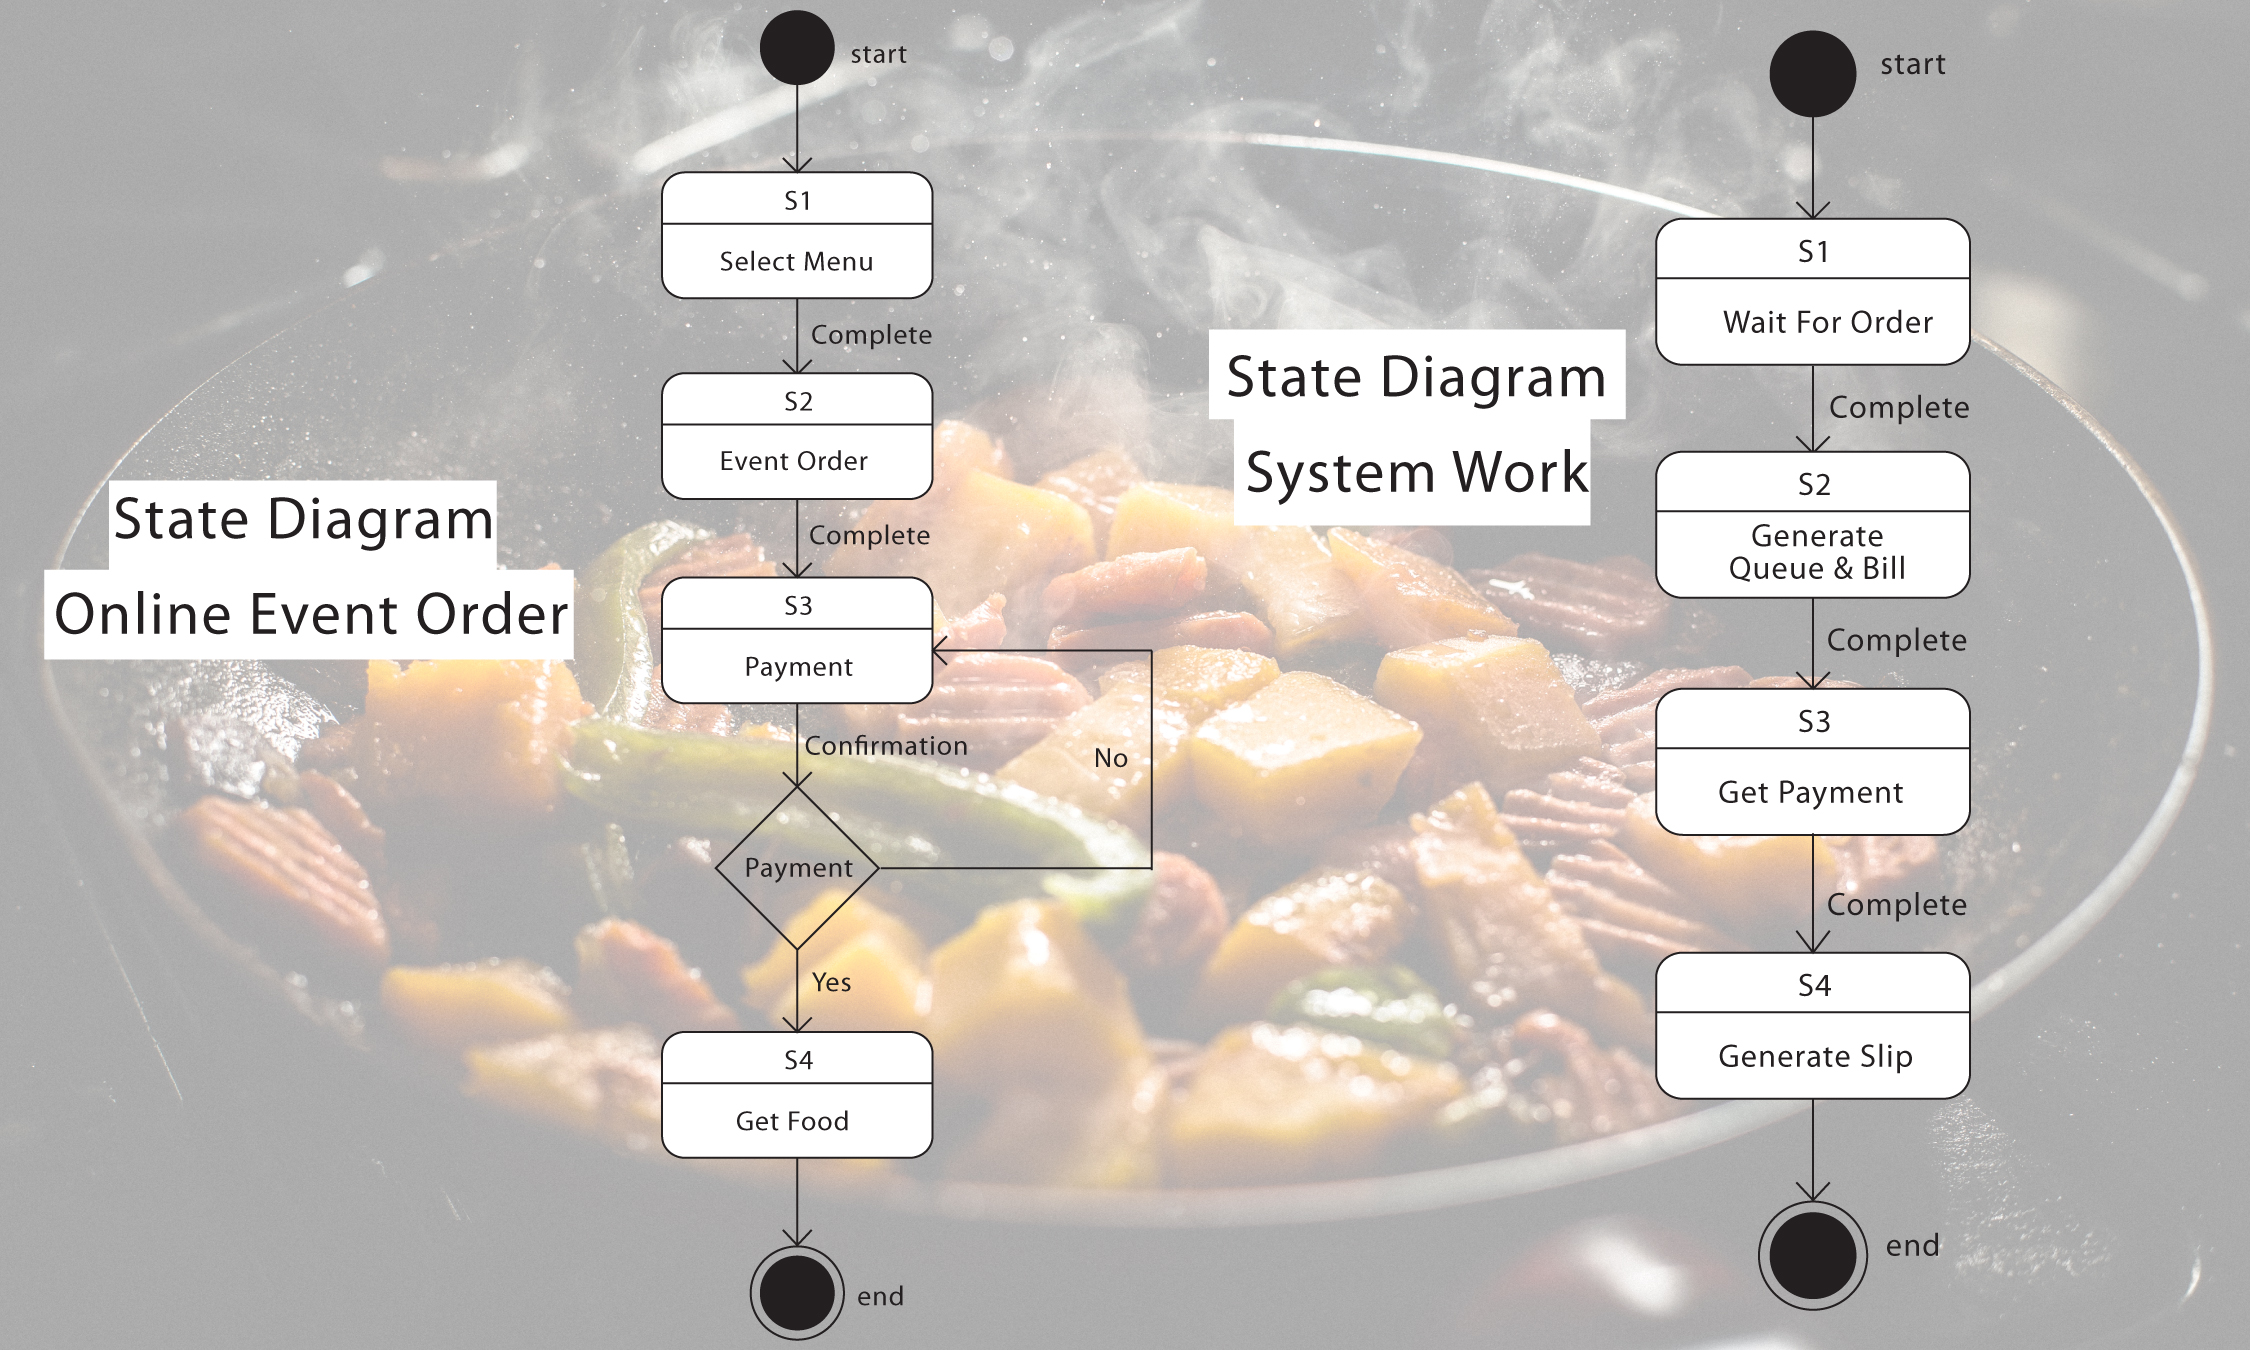 State Diagram
Online Event Order
start
S1
Select Menu
Complete
S2
Event Order
Complete
S3
Payment
Confirmation
Payment
No
Yes
S4
Get Food
end
State Diagram
System Work
start
S1
Wait For Order
Complete
S2
Generate
Queue & Bill
Complete
S3
Get Payment
Complete
S4
Generate Slip
end